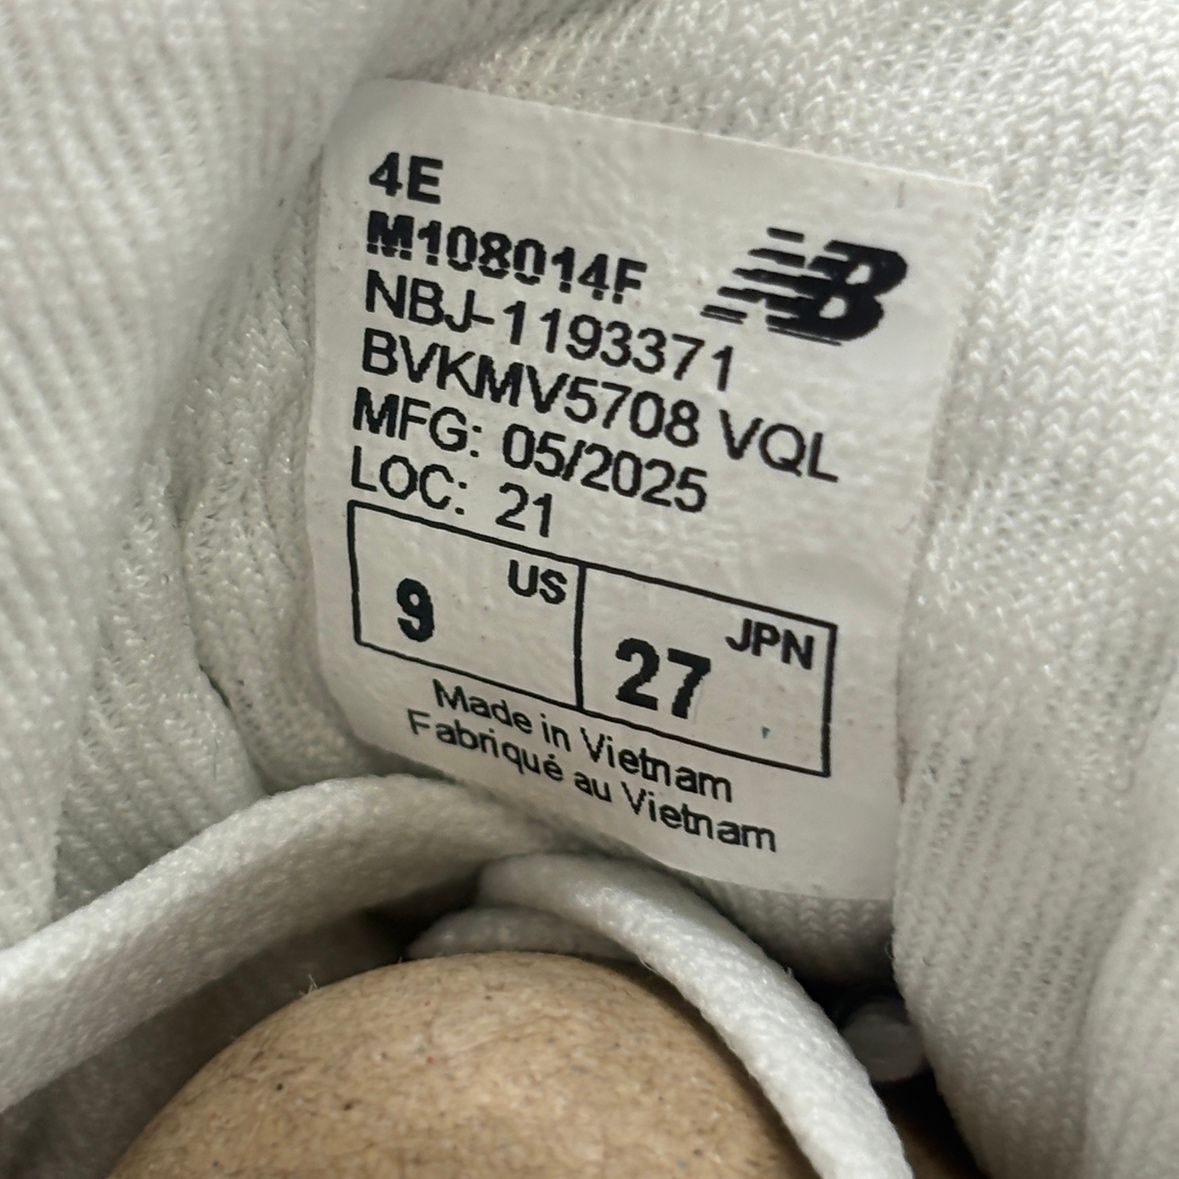 4E
M108014F
NB
NBJ-1193371
BVKMV5708 VQL
MFG: 05/2025
LOC: 21
9 US
27 JPN
Made in Vietnam
Fabriqué au Vietnam